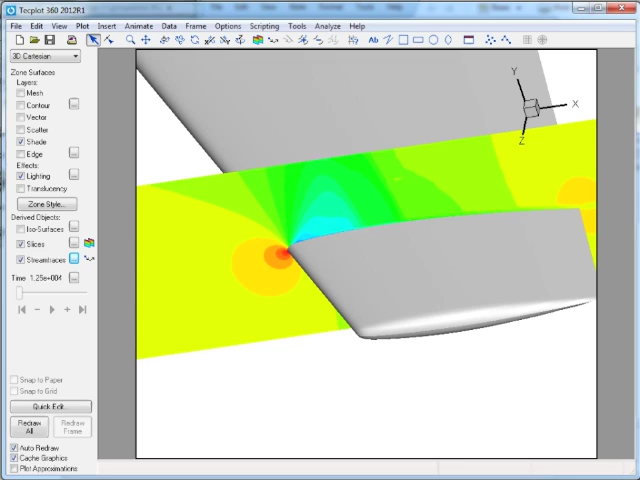 Tecplot 360 2012R1
File Edit View Plot Insert Animate Data Frame Options Scripting Tools Analyze Help
3D Cartesian
Zone Surfaces
Layers:
Mesh
Contour
Vector
Scatter
Shade
Edge
Effects:
Lighting
Translucency
Zone Style...
Derived Objects:
Iso-Surfaces
Slices
Streamtraces
Time 1.25e+004
Snap to Paper
Snap to Grid
Quick Edit...
Redraw All
Redraw Frame
Auto Redraw
Cache Graphics
Plot Approximations
Ab
Y
X
Z